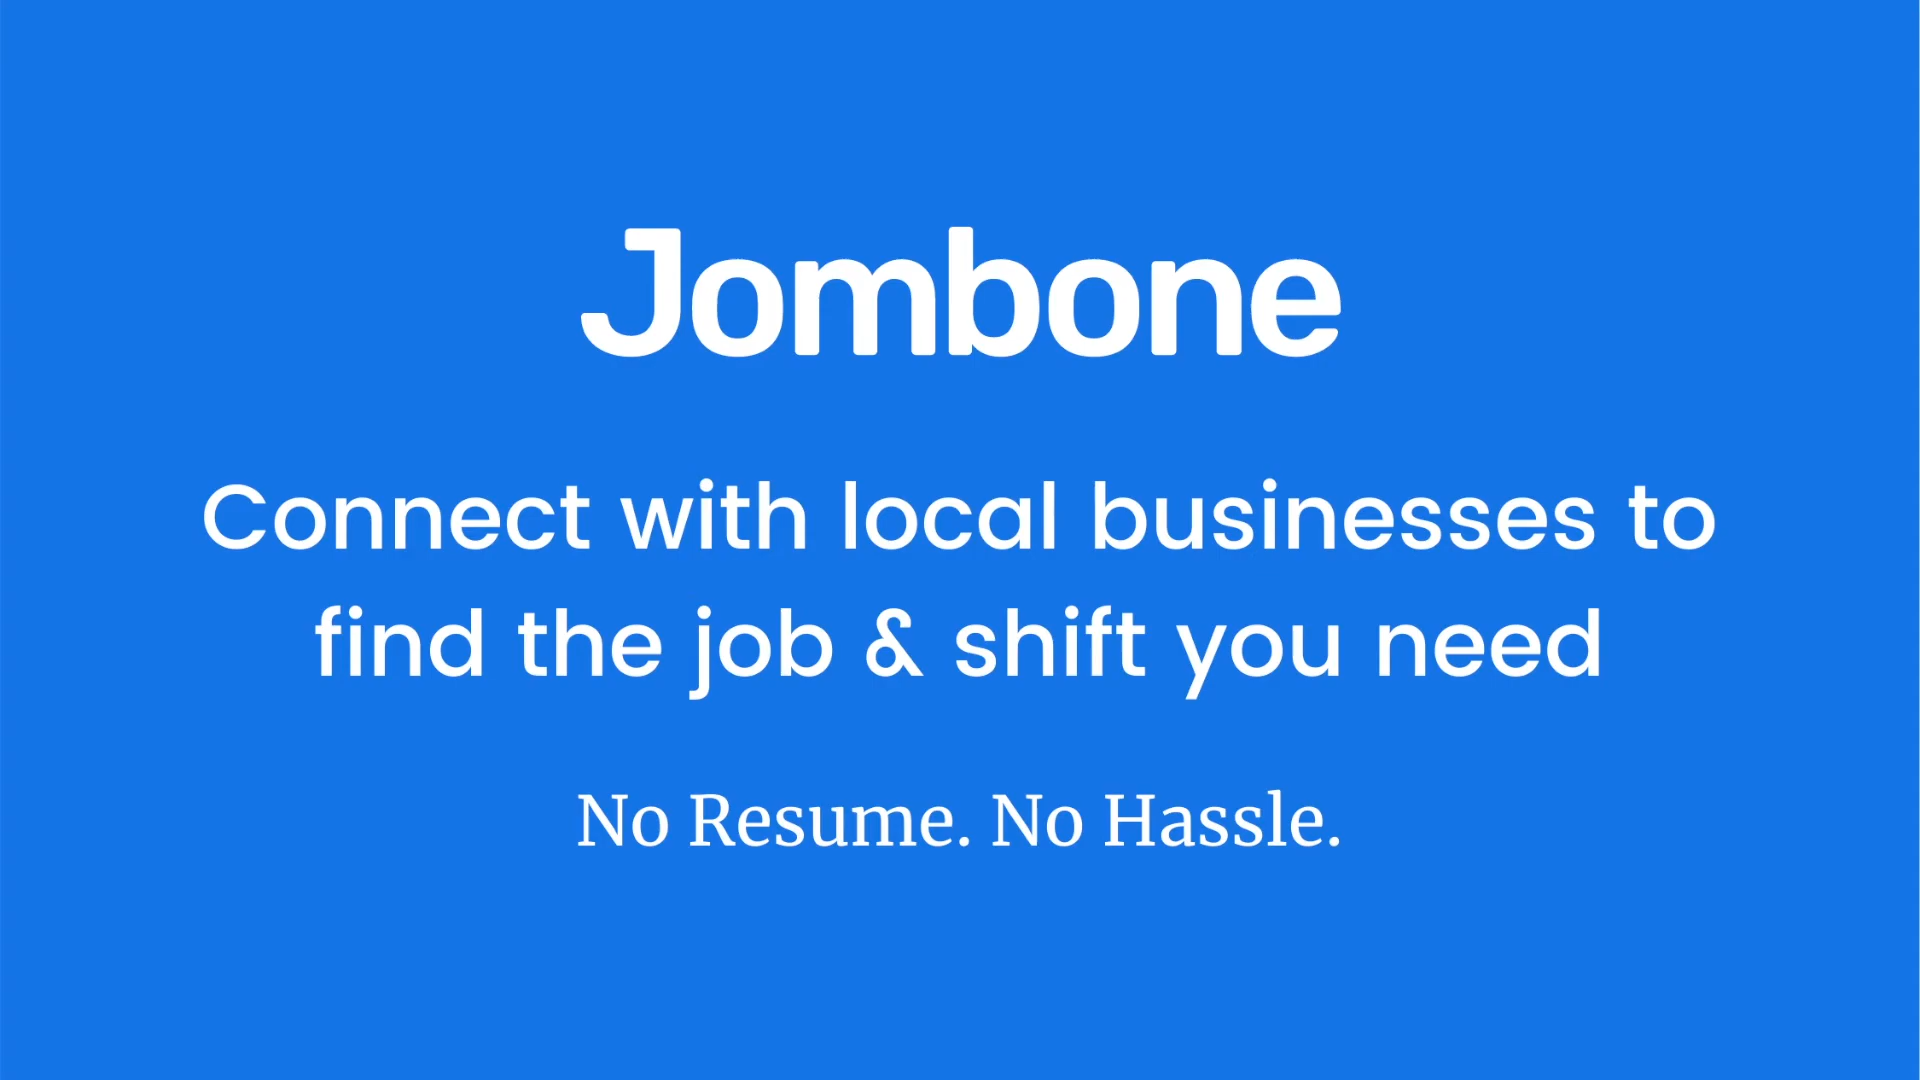 Jombone
Connect with local businesses to
find the job & shift you need
No Resume. No Hassle.